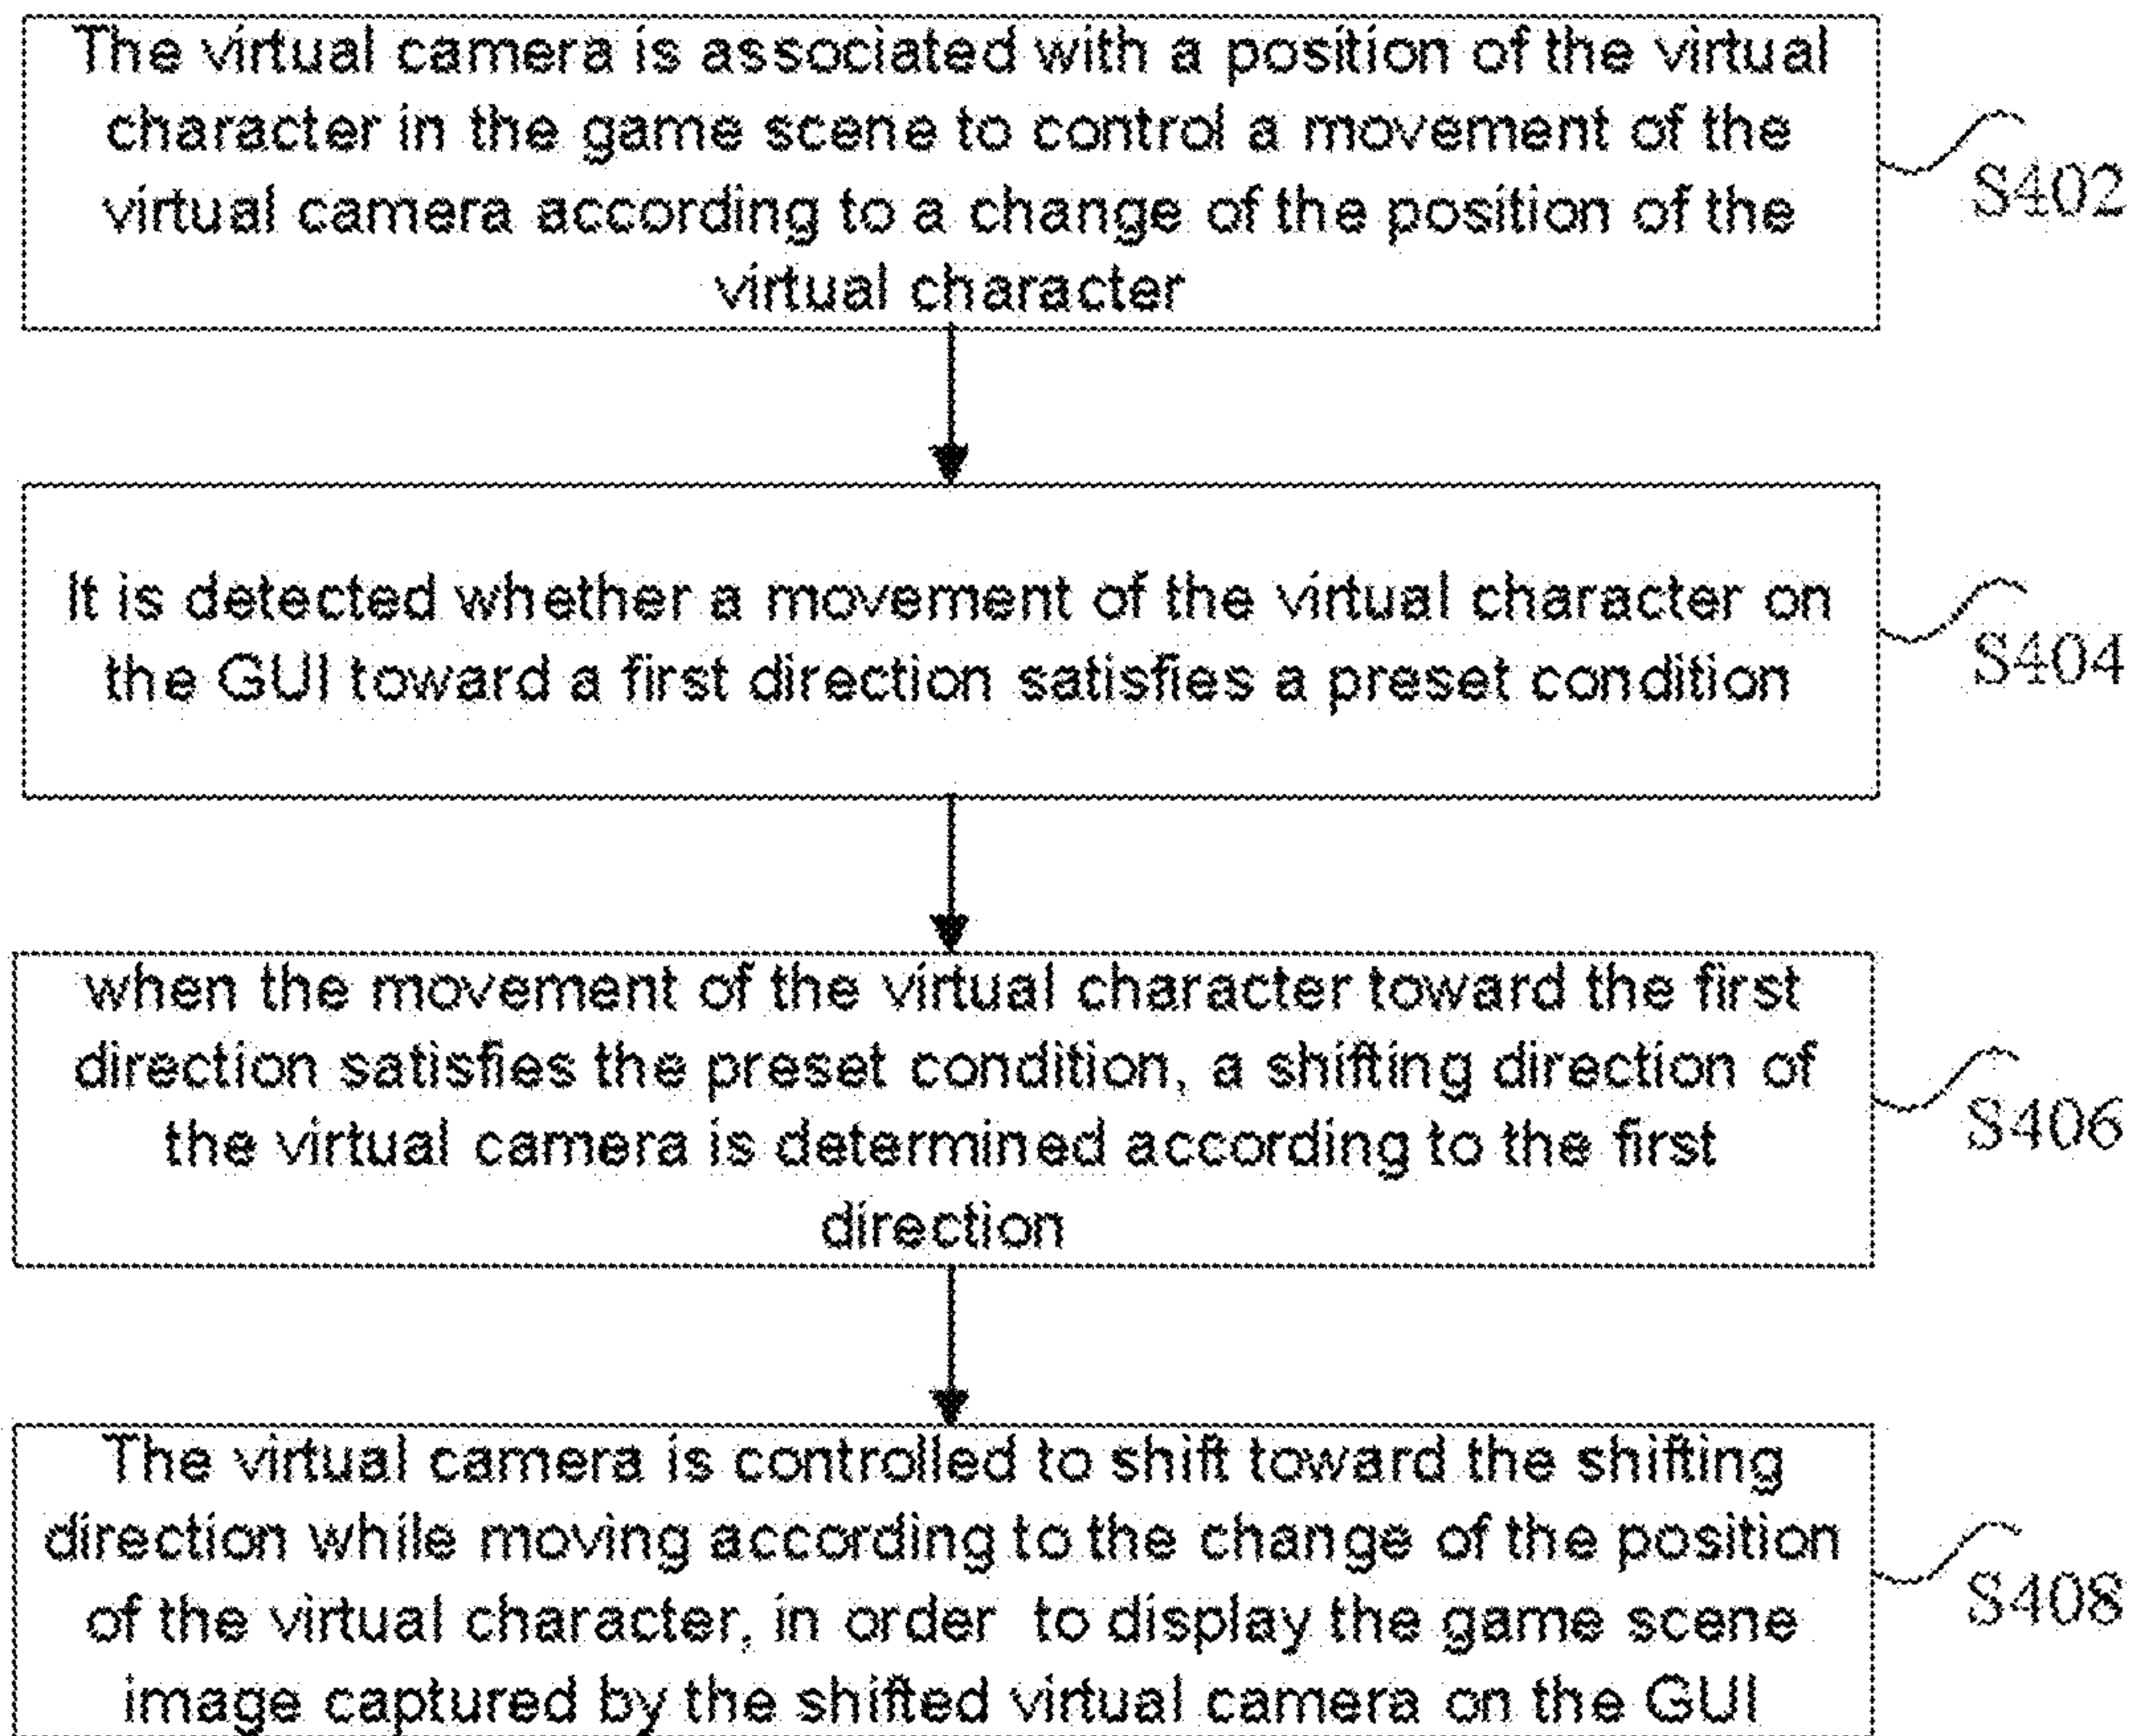 The virtual camera is associated with a position of the virtual
character in the game scene to control a movement of the
virtual camera according to a change of the position of the
virtual character
S402
It is detected whether a movement of the virtual character on
the GUI toward a first direction satisfies a preset condition
S404
when the movement of the virtual character toward the first
direction satisfies the preset condition, a shifting direction of
the virtual camera is determined according to the first
direction
S406
The virtual camera is controlled to shift toward the shifting
direction while moving according to the change of the position
of the virtual character, in order to display the game scene
image captured by the shifted virtual camera on the GUI
S408